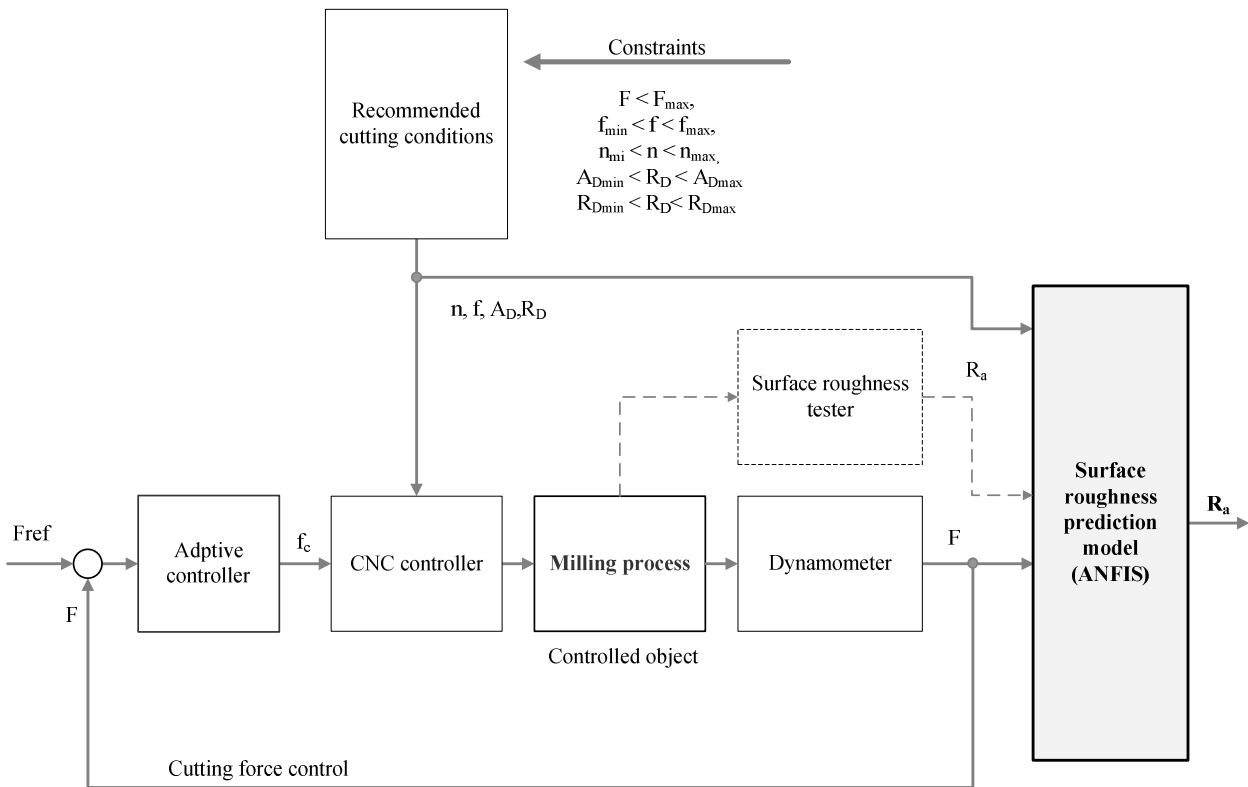 Constraints
F < Fmax,
fmin < f < fmax,
nmi < n < nmax,
ADmin < RD < ADmax
RDmin < RD< RDmax
Recommended
cutting conditions
n, f, AD,RD
Surface roughness
tester
Ra
Fref
F
Adptive
controller
fc
CNC controller
Milling process
Controlled object
Dynamometer
F
Surface
roughness
prediction
model
(ANFIS)
Ra
Cutting force control